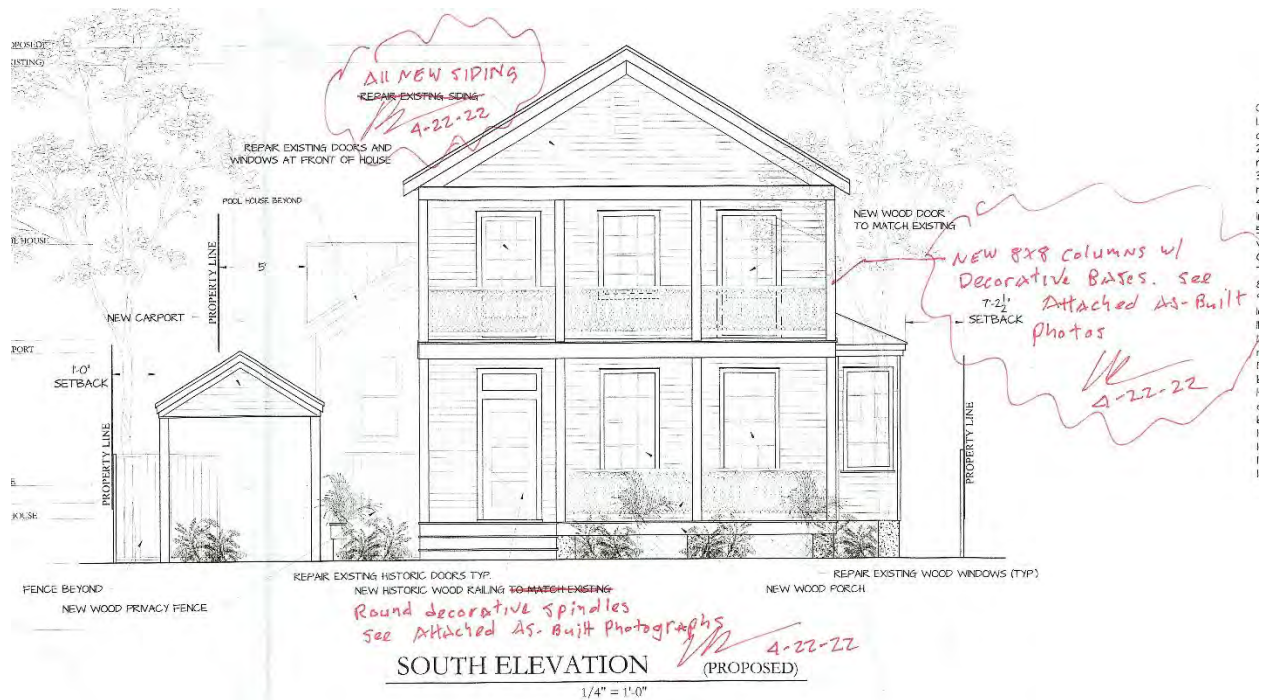 All NEW SIDING
REPAIR EXISTING SIDING
4-22-22
REPAIR EXISTING DOORS AND
WINDOWS AT FRONT OF HOUSE
POOL HOUSE BEYOND
PROPERTY LINE
5'
NEW CARPORT
1'-0"
SETBACK
PROPERTY LINE
NEW WOOD DOOR
TO MATCH EXISTING
NEW 8X8 Columns w/
Decorative BASES. see
Attached As-Built
Photos
4-22-22
7'-2½"
SETBACK
PROPERTY LINE
HOUSE
FENCE BEYOND
NEW WOOD PRIVACY FENCE
REPAIR EXISTING HISTORIC DOORS TYP.
NEW HISTORIC WOOD RAILING TO MATCH EXISTING
Round decorative spindles
see Attached As-Built Photographs
4-22-22
REPAIR EXISTING WOOD WINDOWS (TYP)
NEW WOOD PORCH
SOUTH ELEVATION (PROPOSED)
1/4" = 1'-0"